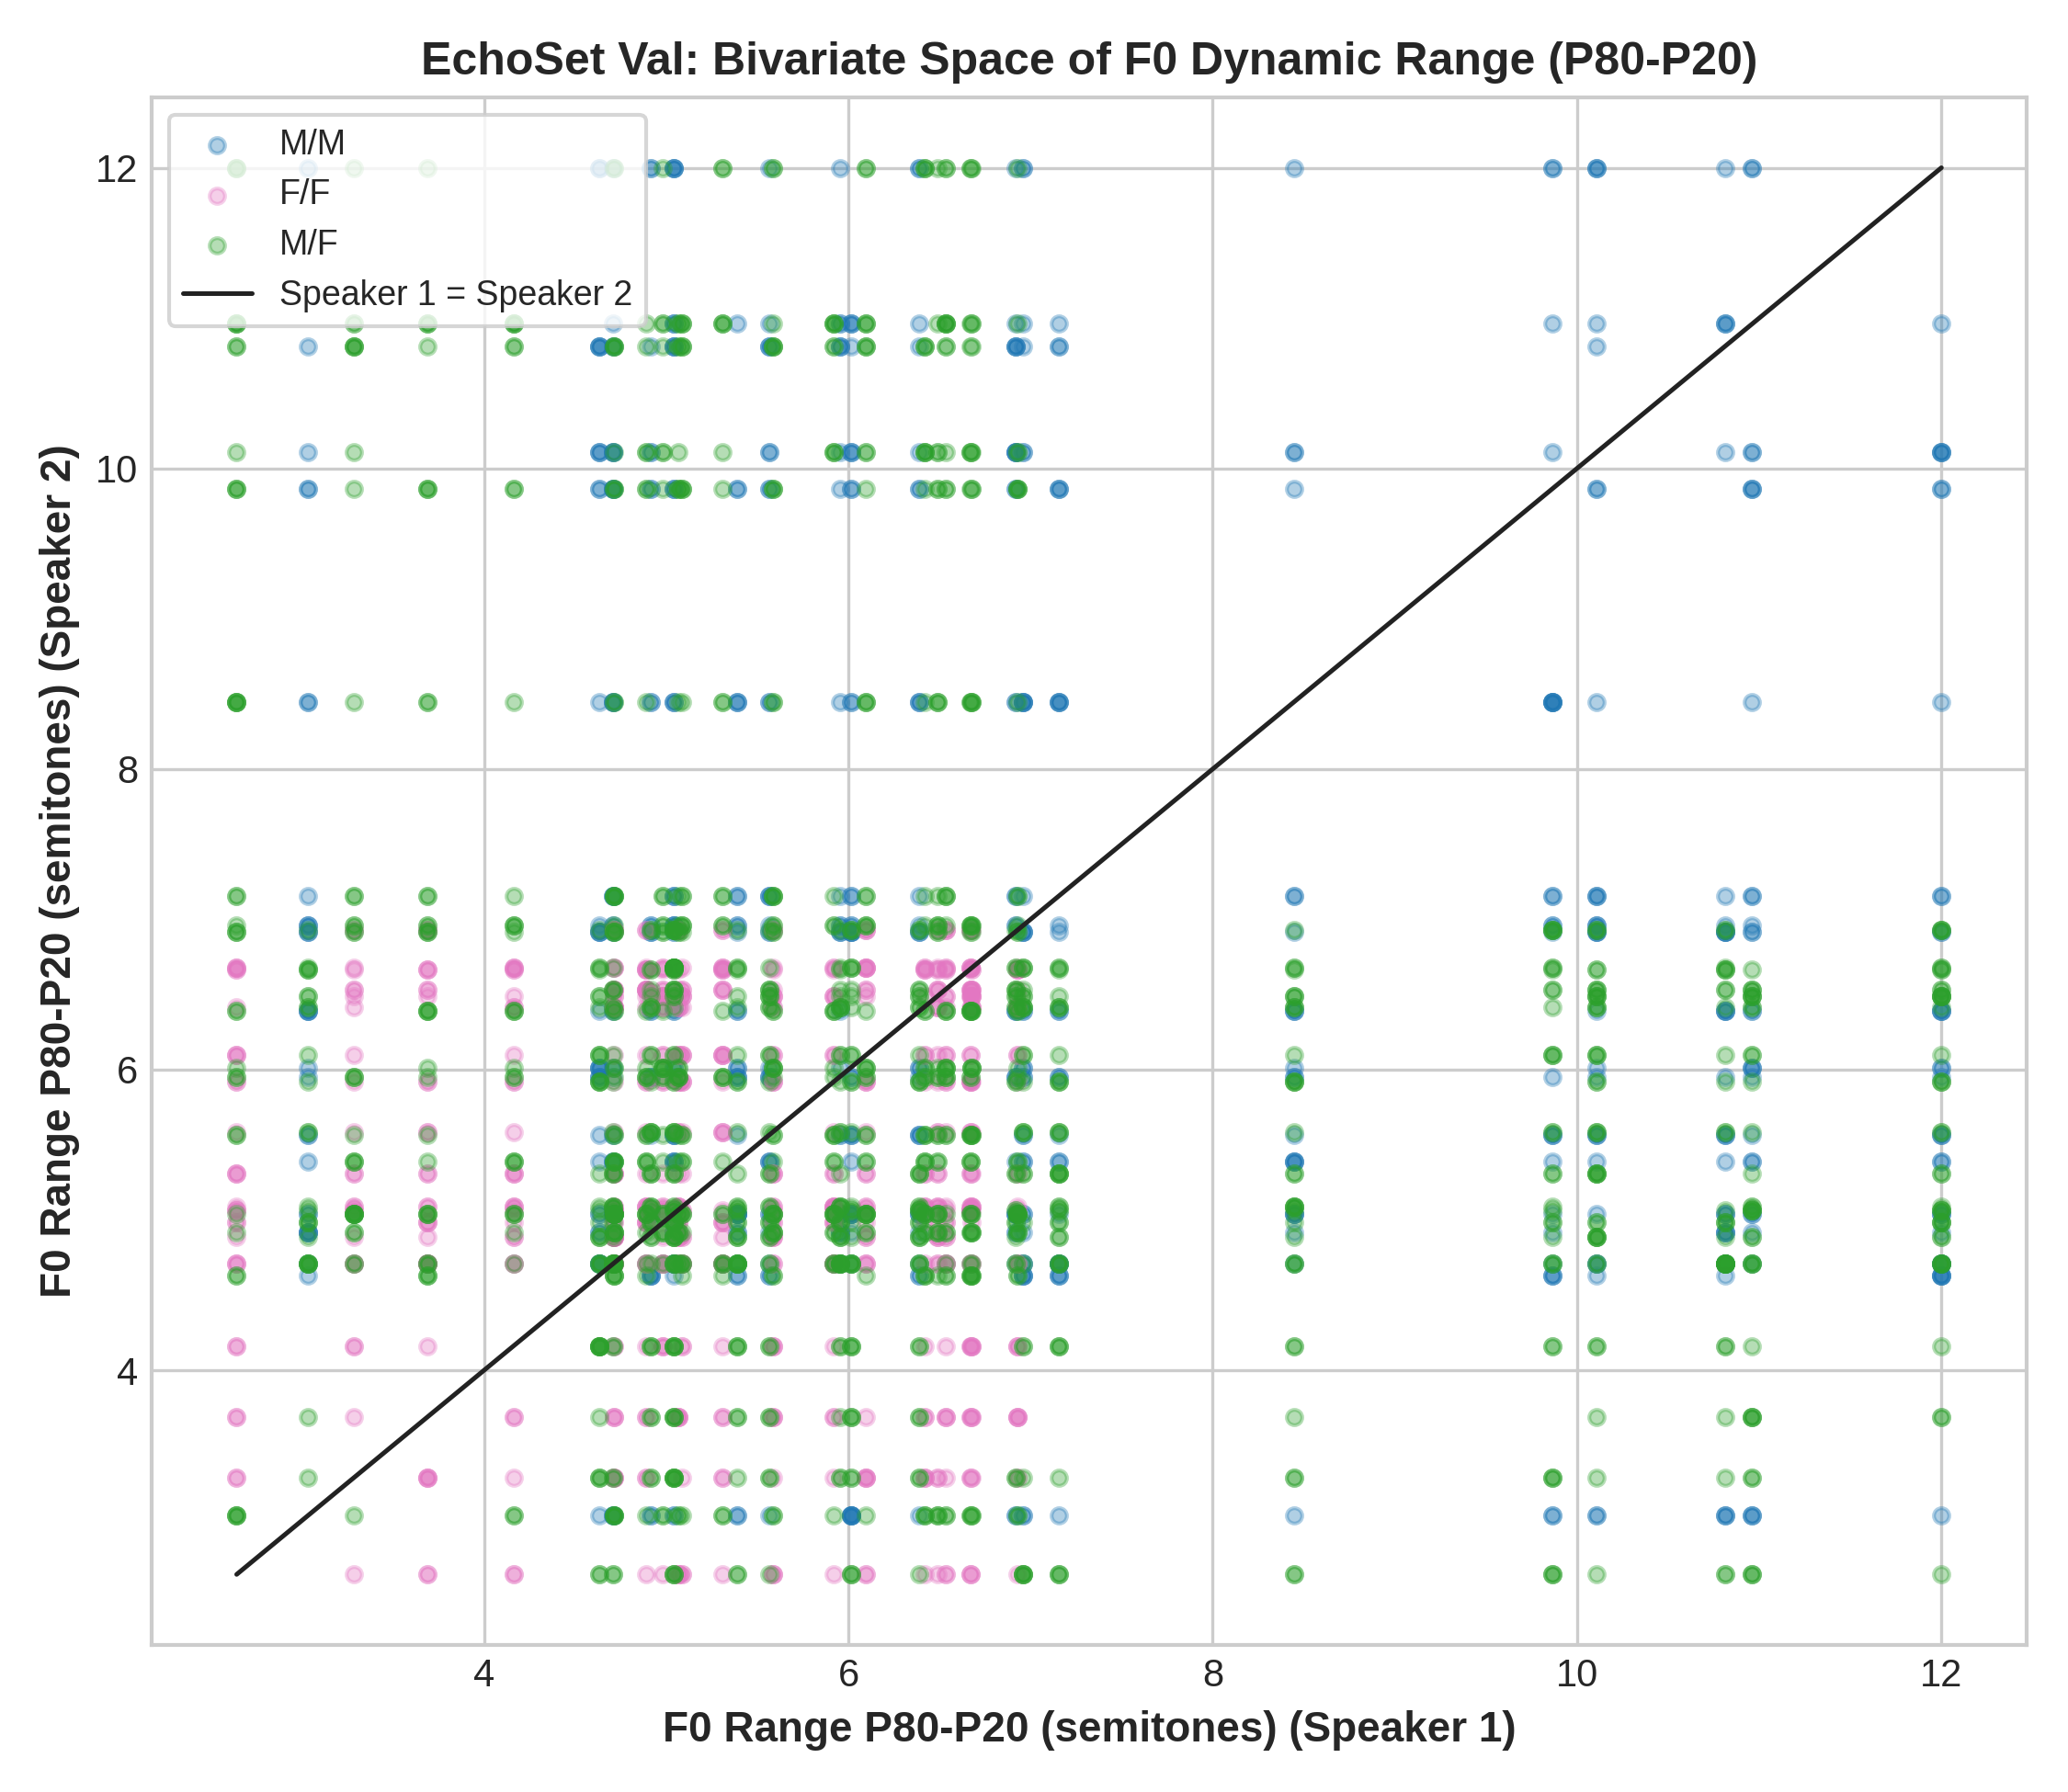 EchoSet Val: Bivariate Space of F0 Dynamic Range (P80-P20)
M/M
F/F
M/F
Speaker 1 = Speaker 2
F0 Range P80-P20 (semitones) (Speaker 2)
12
10
8
6
4
4 6 8 10 12
F0 Range P80-P20 (semitones) (Speaker 1)